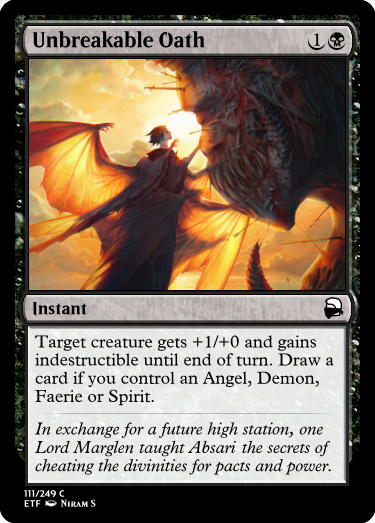 Unbreakable Oath 1
Instant
Target creature gets +1/+0 and gains
indestructible until end of turn. Draw a
card if you control an Angel, Demon,
Faerie or Spirit.
In exchange for a future high station, one
Lord Marglen taught Absari the secrets of
cheating the divinities for pacts and power.
111/249 C
ETF Niram S